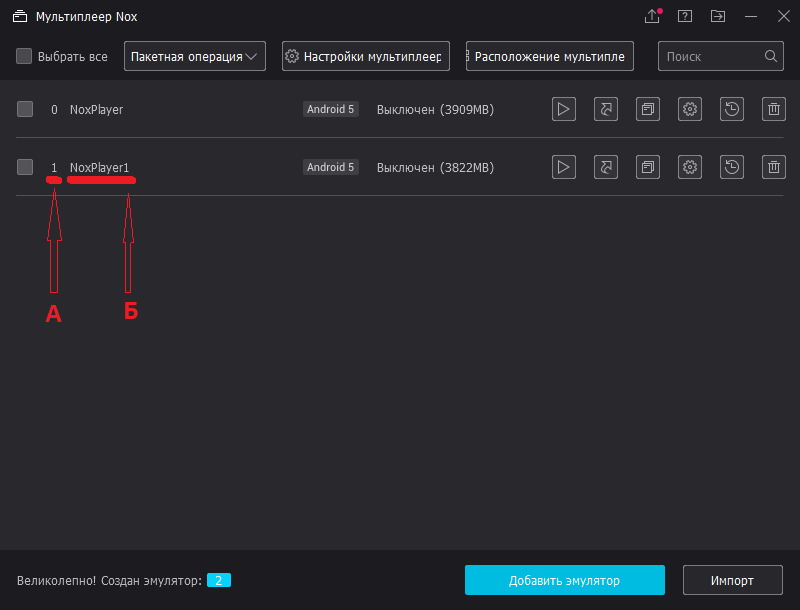 Мультиплеер Nox
Выбрать все Пакетная операция Настройки мультиплеер Расположение мультипле Поиск
0 NoxPlayer Android 5 Выключен (3909MB)
1 NoxPlayer1 Android 5 Выключен (3822MB)
А Б
Великолепно! Создан эмулятор: 2 Добавить эмулятор Импорт